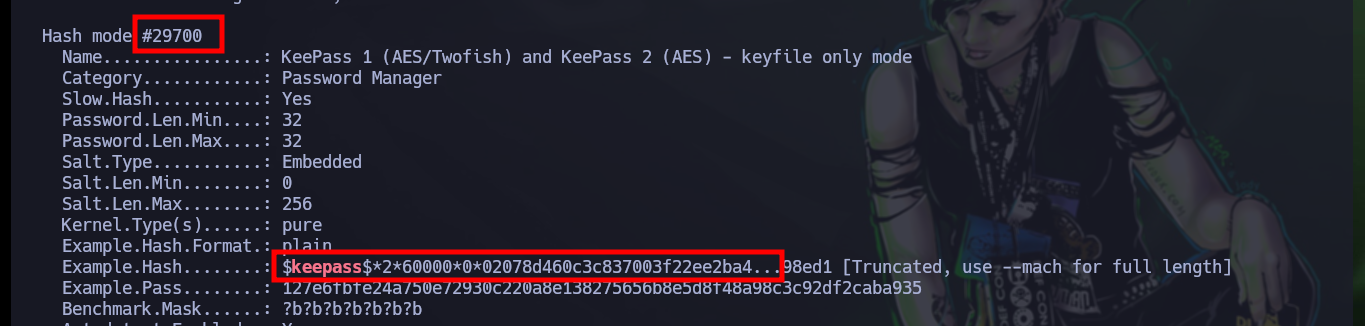 Hash mode #29700
Name................: KeePass 1 (AES/Twofish) and KeePass 2 (AES) - keyfile only mode
Category............: Password Manager
Slow.Hash...........: Yes
Password.Len.Min....: 32
Password.Len.Max....: 32
Salt.Type...........: Embedded
Salt.Len.Min........: 0
Salt.Len.Max........: 256
Kernel.Type(s)......: pure
Example.Hash.Format.: plain
Example.Hash........: $keepass$*2*60000*0*02078d460c3c837003f22ee2ba4...98ed1 [Truncated, use --mach for full length]
Example.Pass........: 127e6fbfe24a750e72930c220a8e138275656b8e5d8f48a98c3c92df2caba935
Benchmark.Mask......: ?b?b?b?b?b?b?b